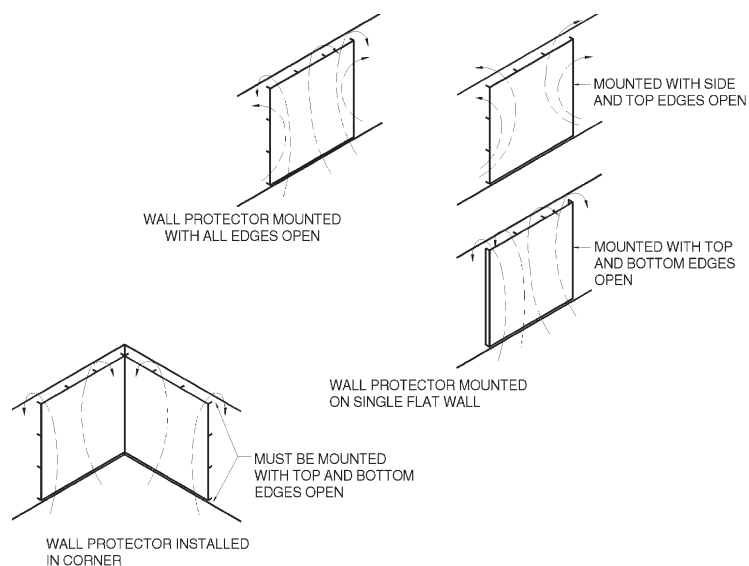 WALL PROTECTOR MOUNTED
WITH ALL EDGES OPEN
MOUNTED WITH SIDE
AND TOP EDGES OPEN
MOUNTED WITH TOP
AND BOTTOM EDGES
OPEN
WALL PROTECTOR MOUNTED
ON SINGLE FLAT WALL
MUST BE MOUNTED
WITH TOP AND BOTTOM
EDGES OPEN
WALL PROTECTOR INSTALLED
IN CORNER